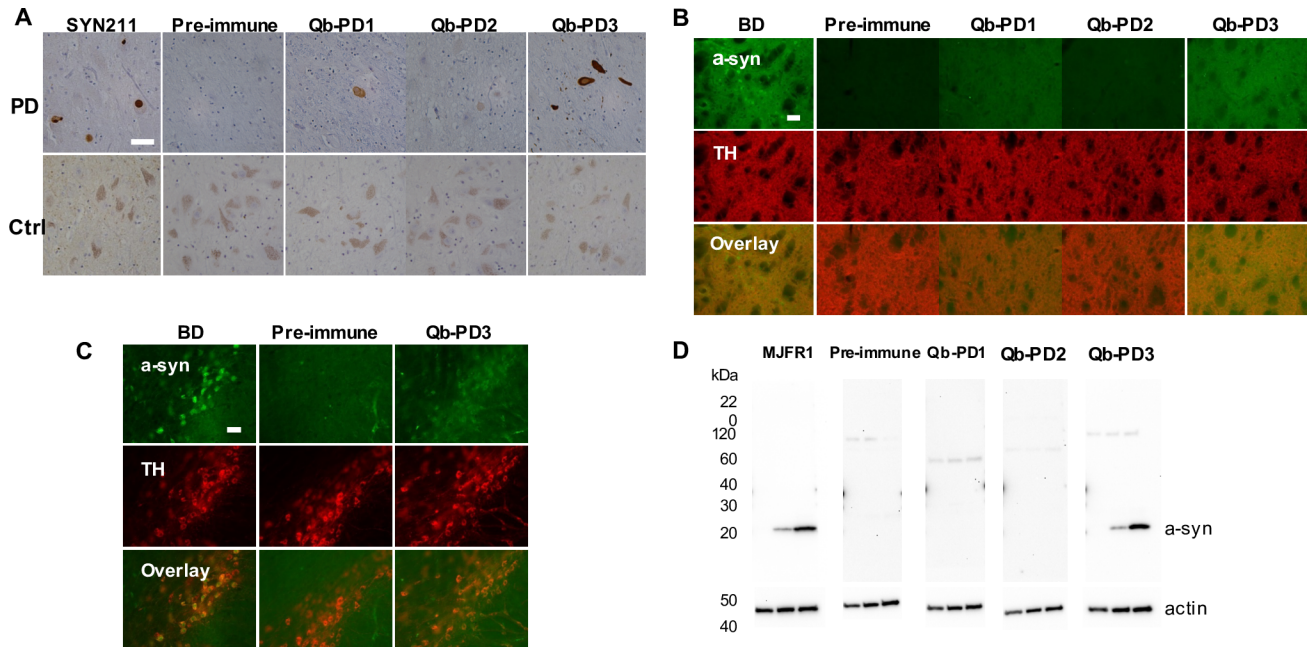 A
SYN211 Pre-immune Qb-PD1 Qb-PD2 Qb-PD3
PD
Ctrl
B
BD Pre-immune Qb-PD1 Qb-PD2 Qb-PD3
a-syn
TH
Overlay
C
BD Pre-immune Qb-PD3
a-syn
TH
Overlay
D
MJFR1 Pre-immune Qb-PD1 Qb-PD2 Qb-PD3
kDa
22
0
120
60
40
30
20
a-syn
50
actin
40